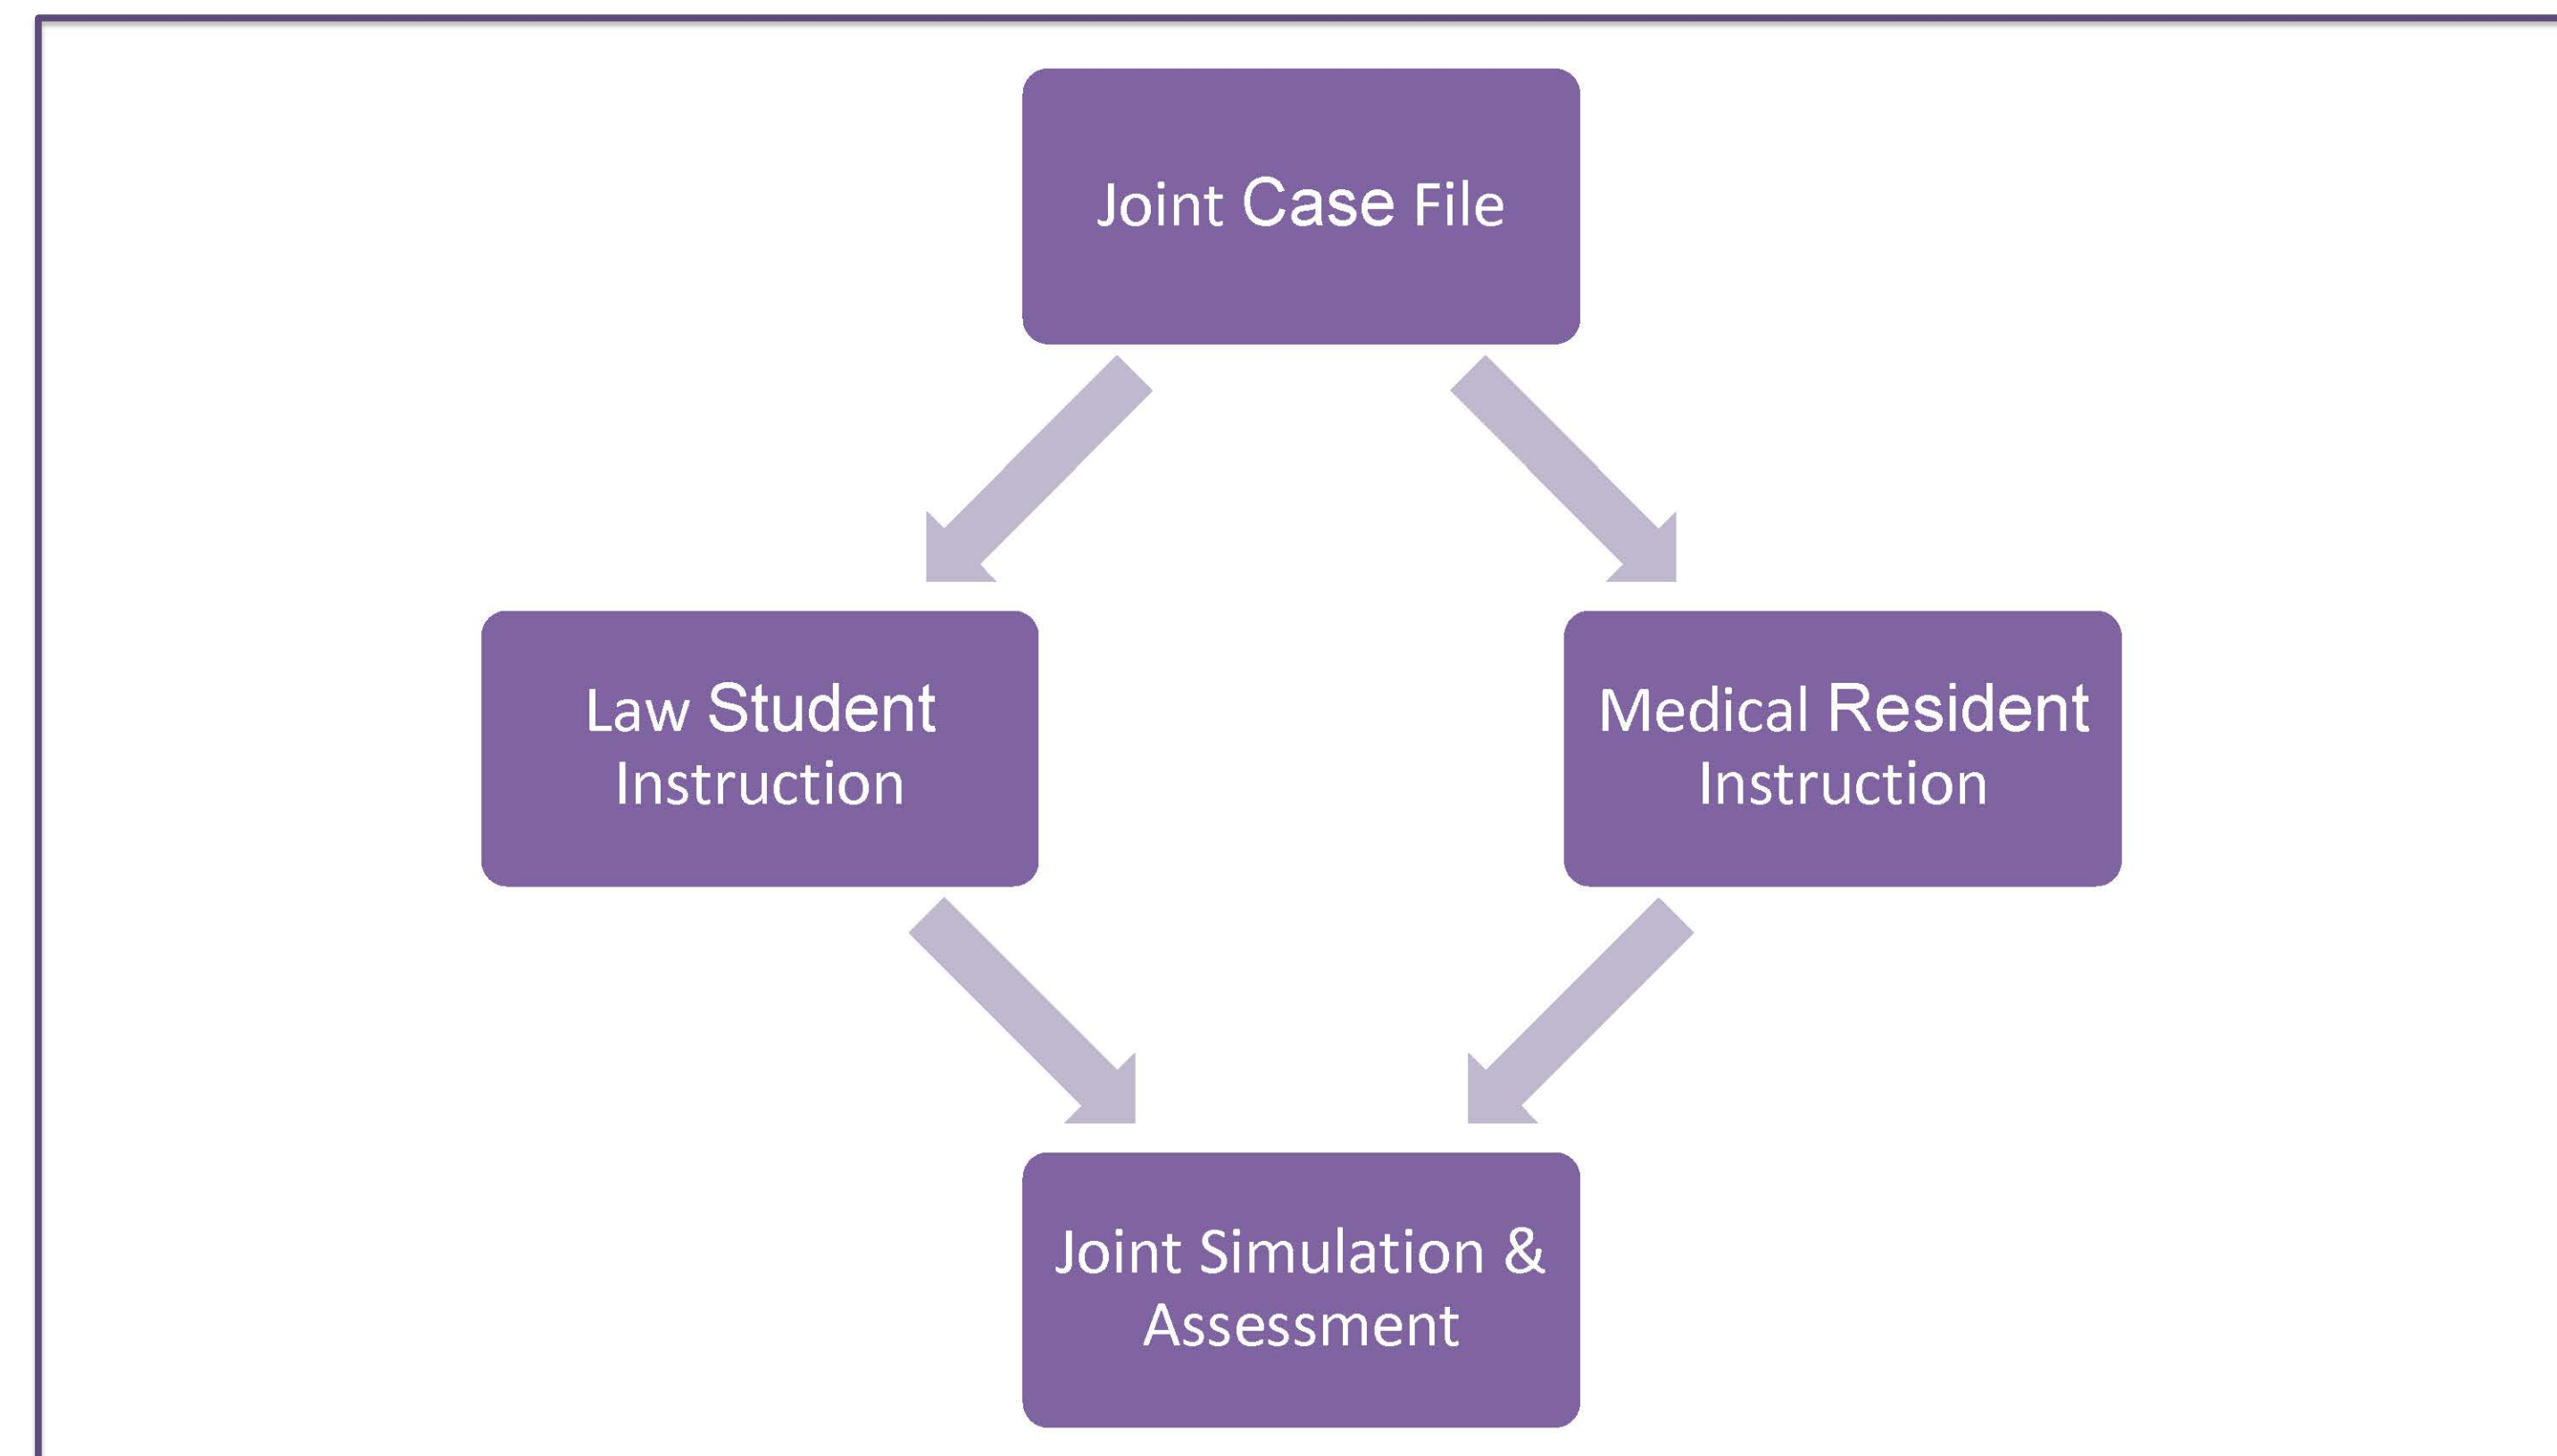 Joint Case File
Law Student
Instruction
Medical Resident
Instruction
Joint Simulation &
Assessment